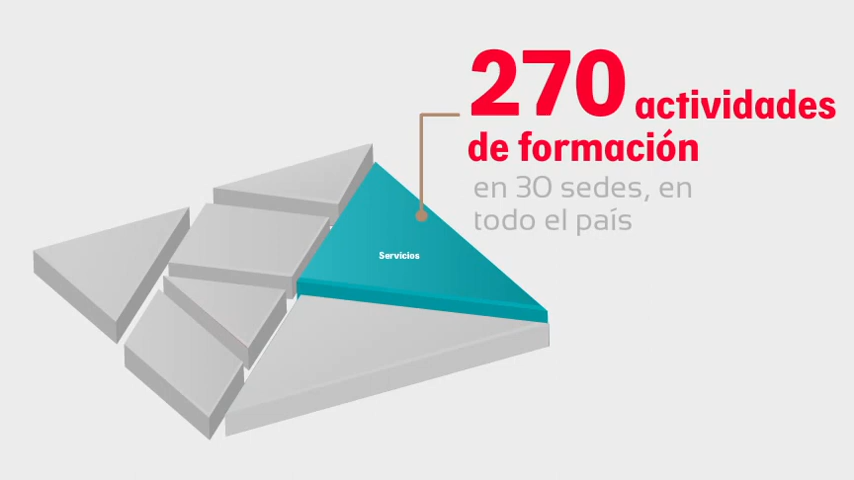 270 actividades
de formación
en 30 sedes, en
todo el país
Servicios